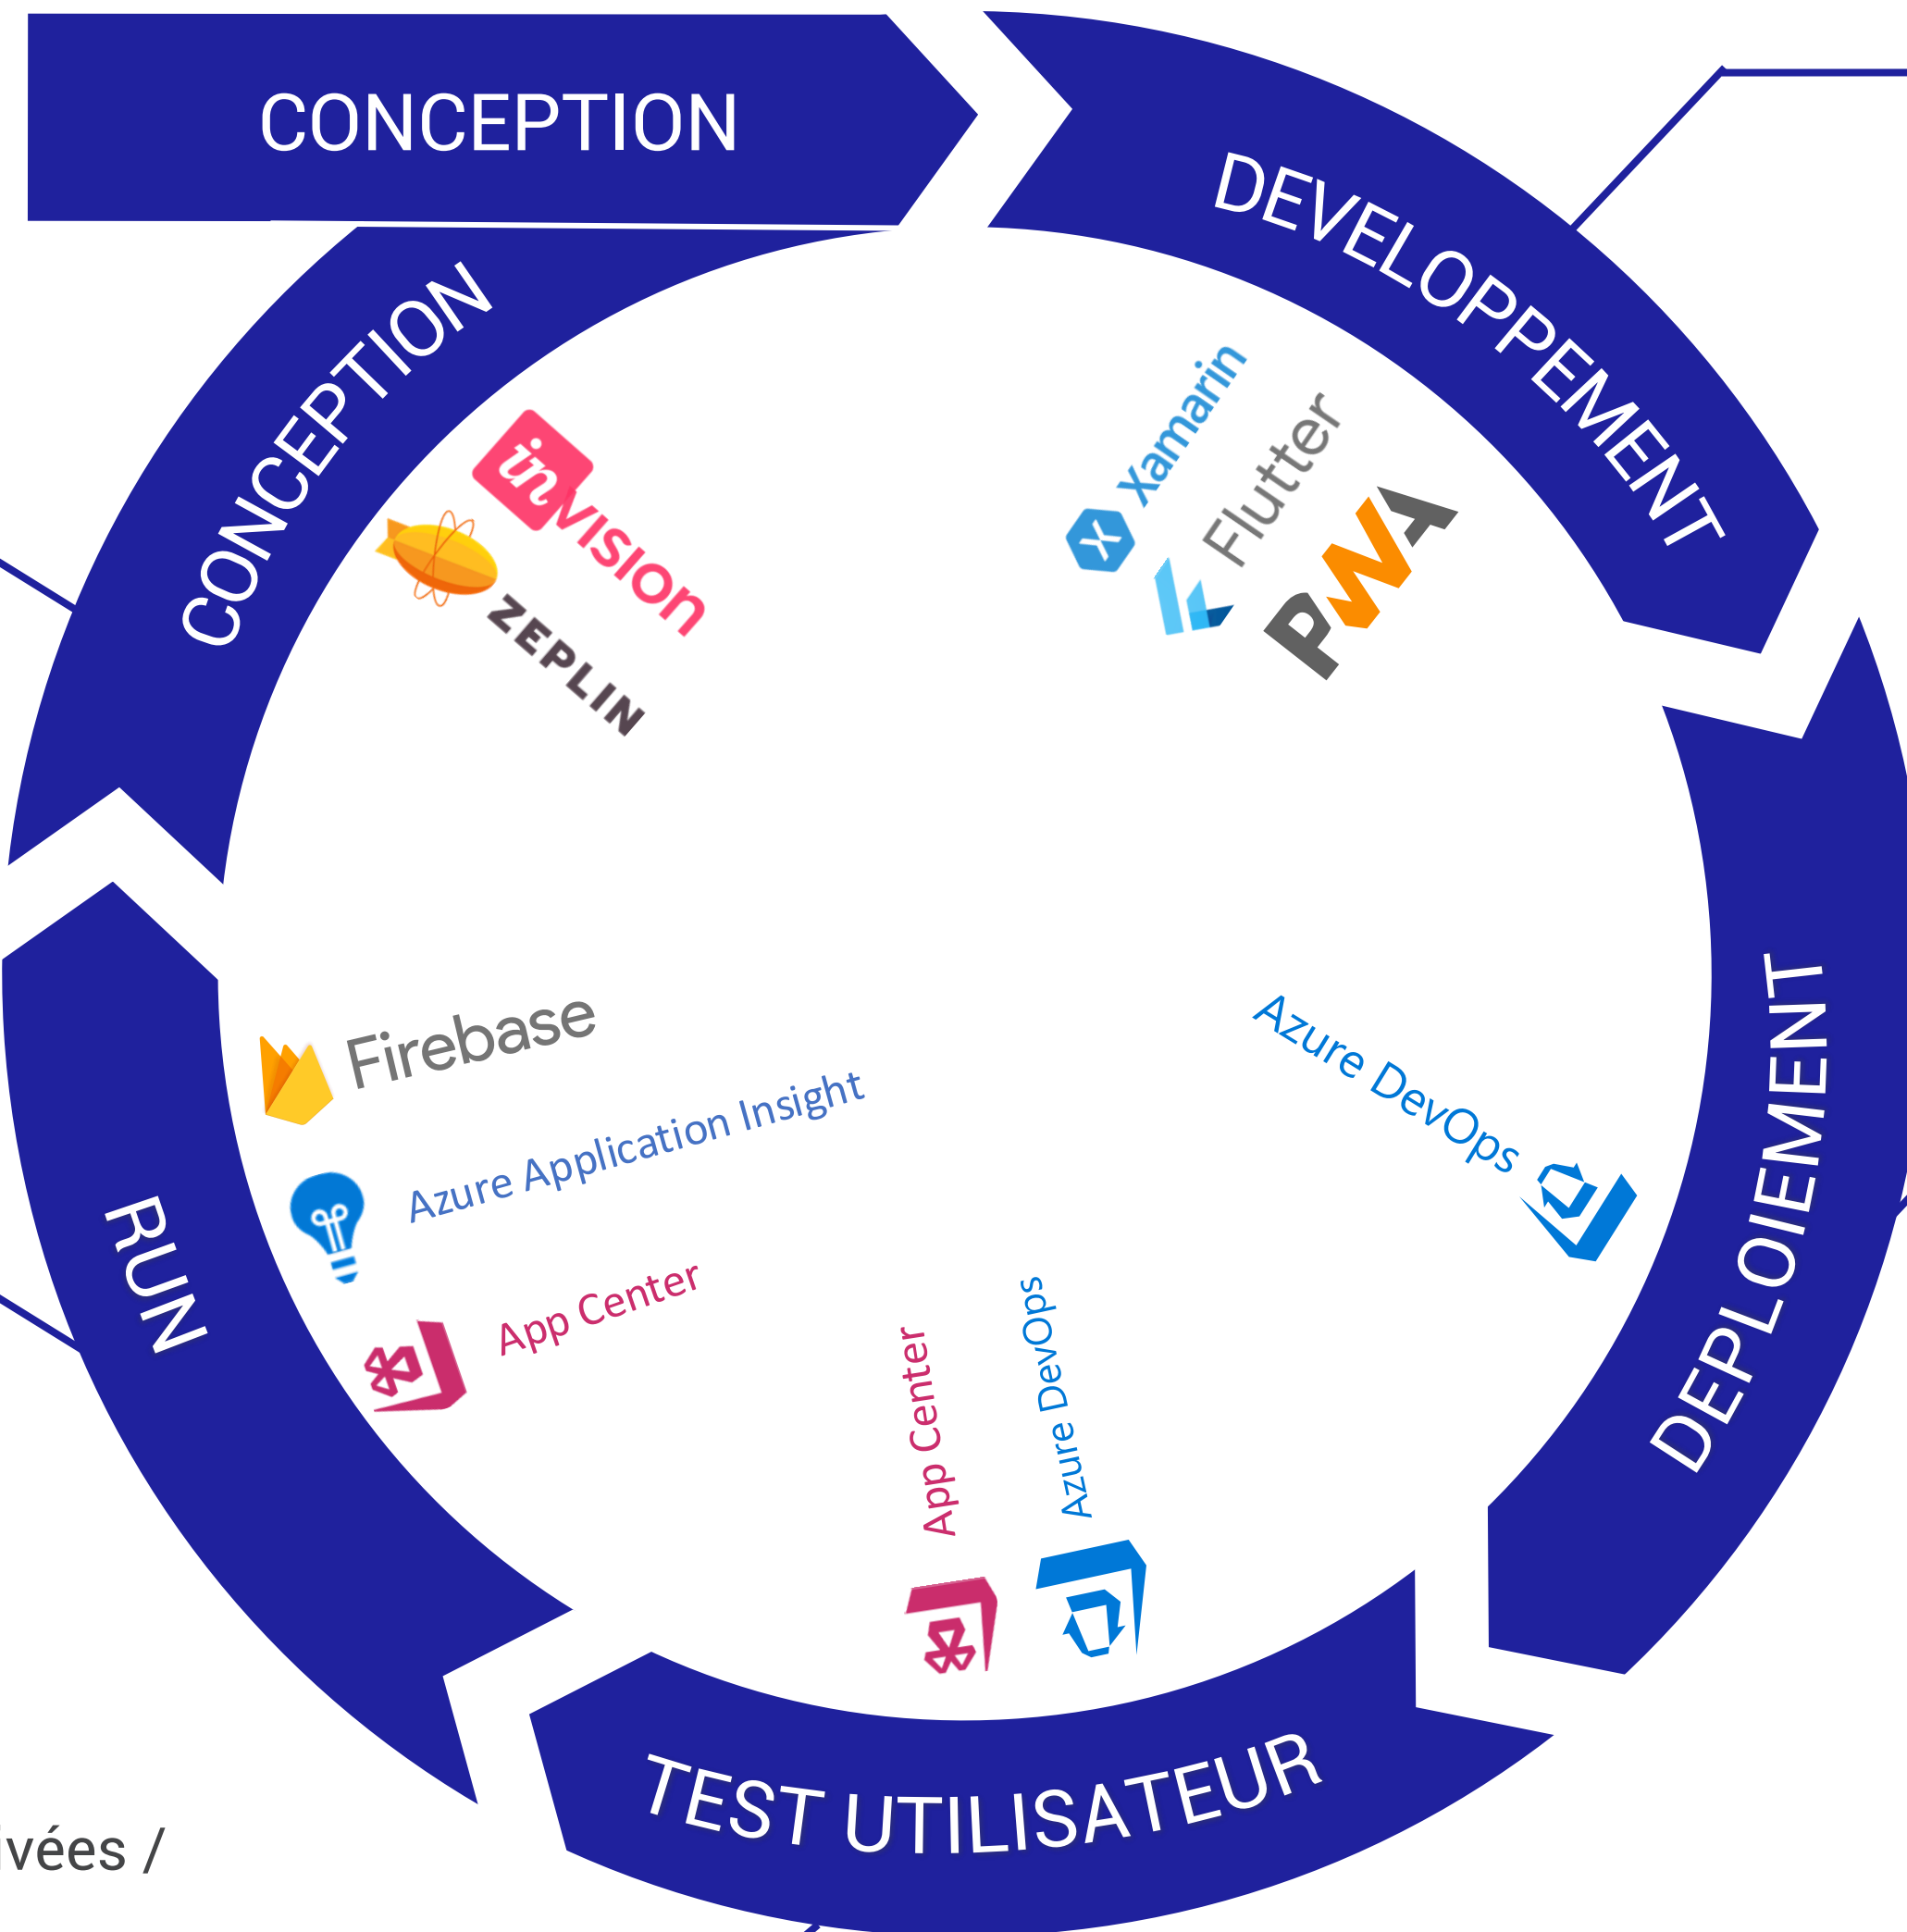 CONCEPTION
DEVELOPPEMENT
CONCEPTION
inVision
ZEPLIN
Xamarin
Flutter
PWA
DEPLOIEMENT
Azure DevOps
Firebase
Azure Application Insight
App Center
RUN
App Center
Azure DevOps
TEST UTILISATEUR
vées /